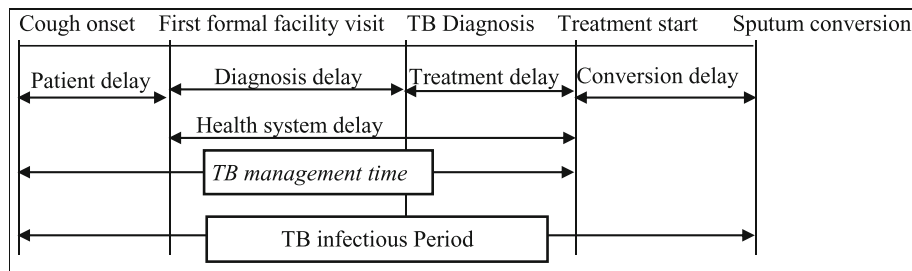 Cough onset First formal facility visit TB Diagnosis Treatment start Sputum conversion
Patient delay Diagnosis delay Treatment delay Conversion delay
Health system delay
TB management time
TB infectious Period